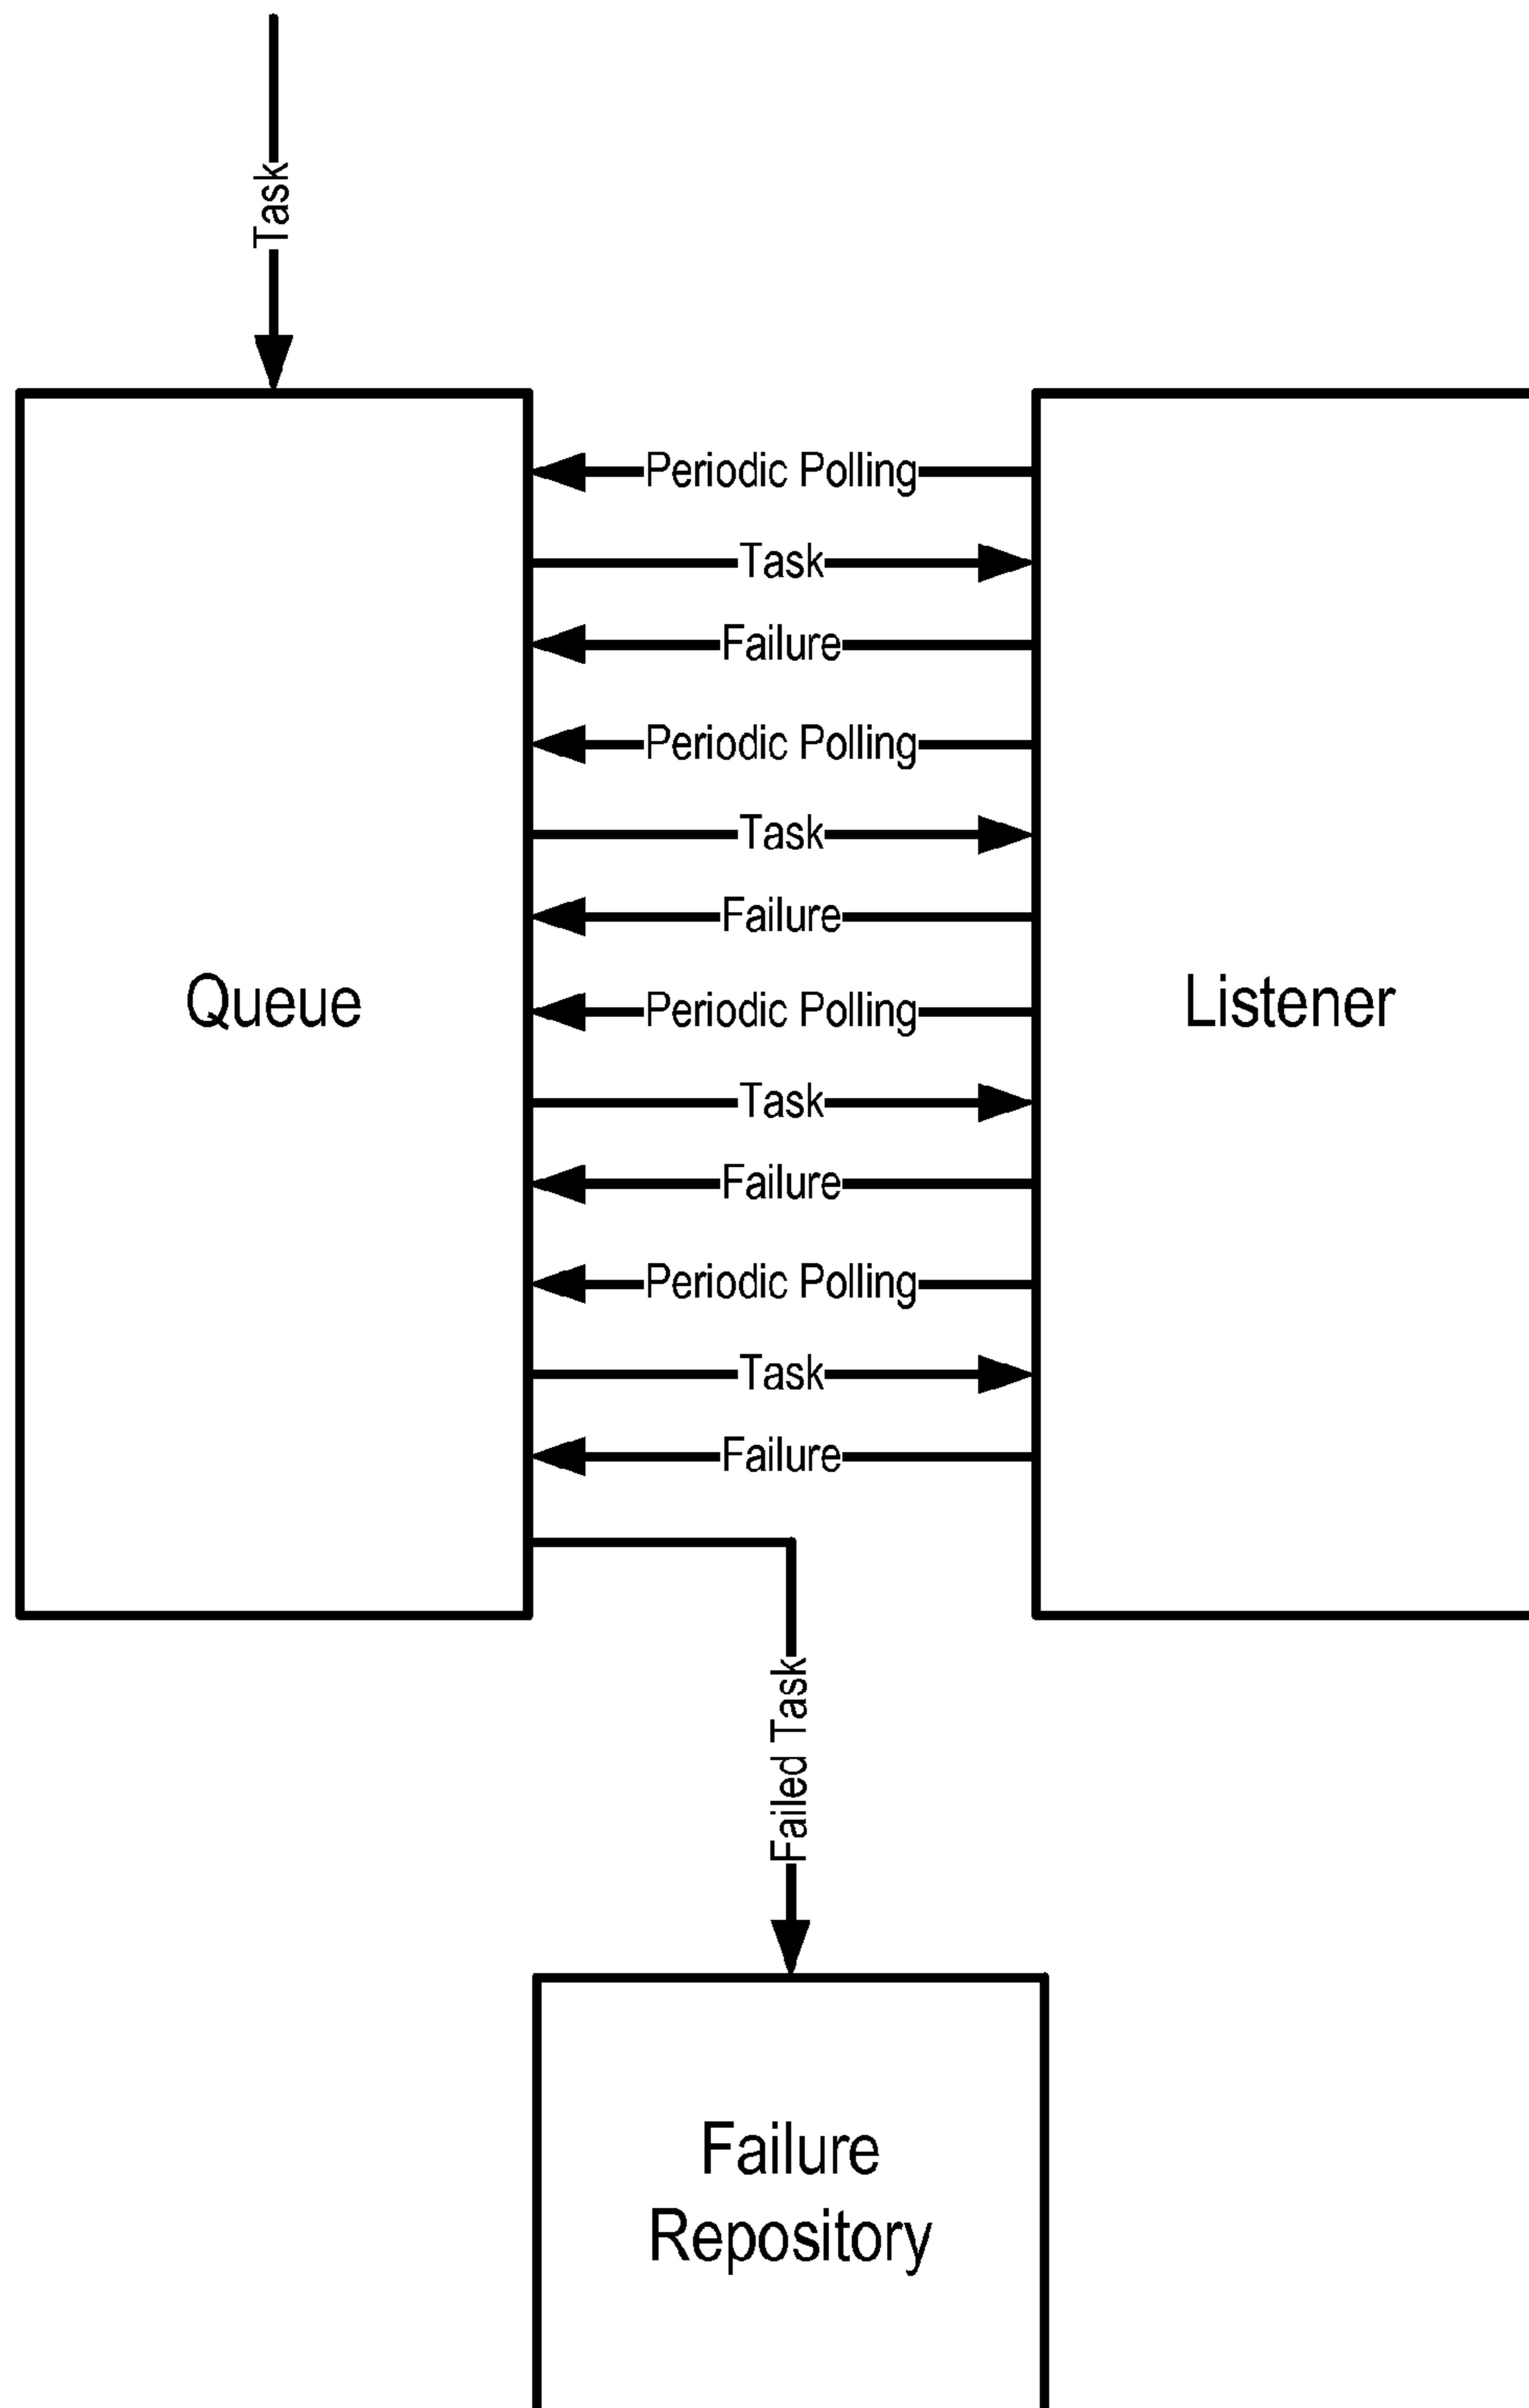 Task
Periodic Polling
Task
Failure
Periodic Polling
Task
Failure
Queue
Periodic Polling
Listener
Task
Failure
Periodic Polling
Task
Failure
Failed Task
Failure
Repository